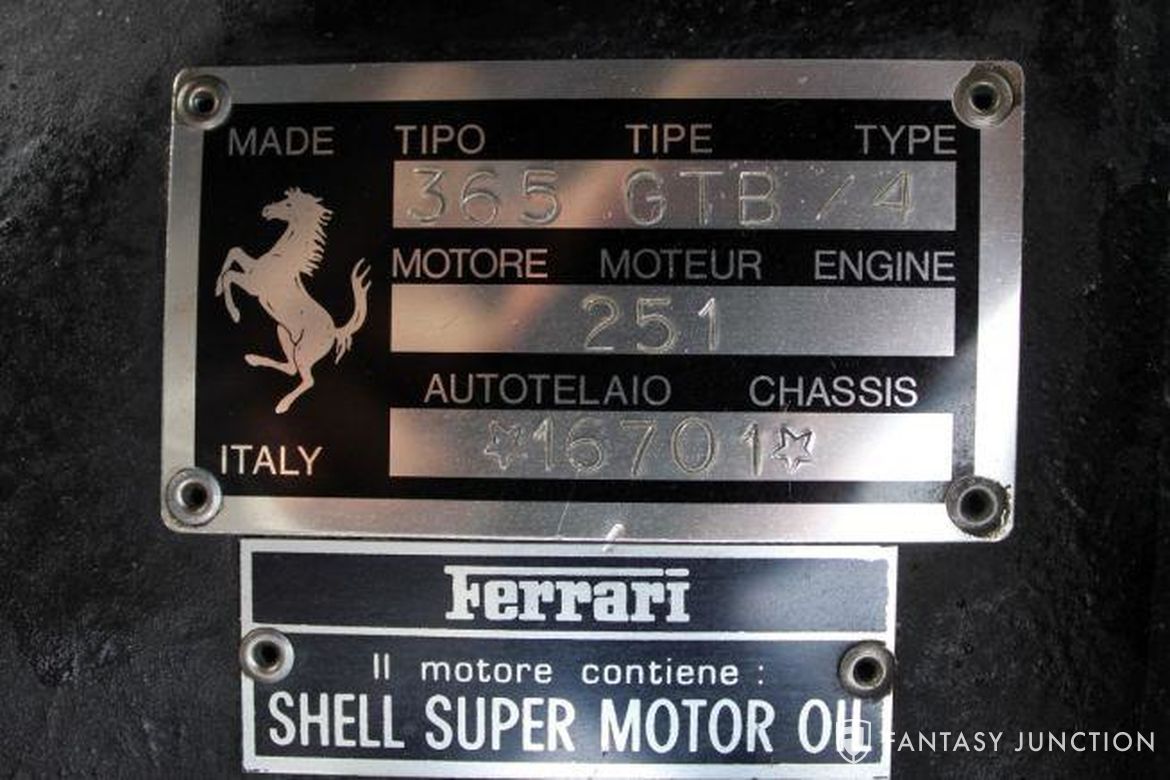 MADE TIPO TIPE TYPE
365 GTB/4
MOTORE MOTEUR ENGINE
251
AUTOTELAIO CHASSIS
ITALY ☆16701☆
Ferrari
Il motore contiene :
SHELL SUPER MOTOR OIL
FANTASY JUNCTION